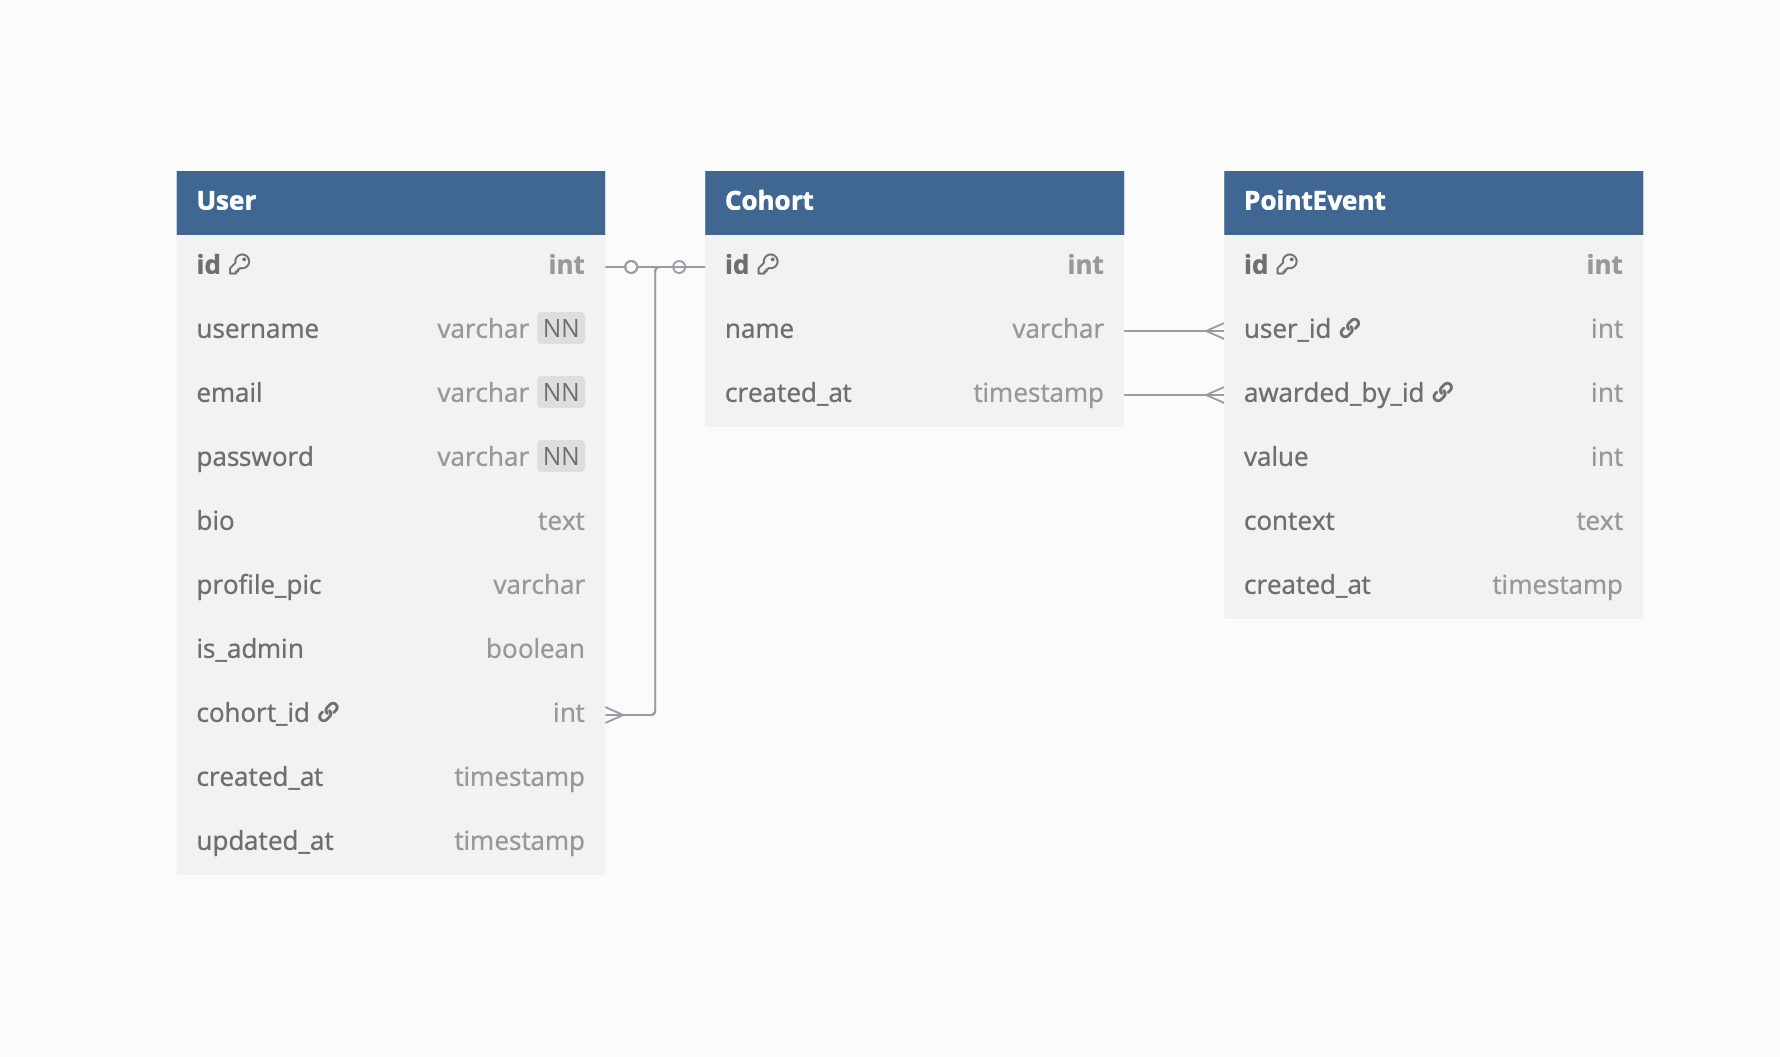 User
id int
username varchar NN
email varchar NN
password varchar NN
bio text
profile_pic varchar
is_admin boolean
cohort_id int
created_at timestamp
updated_at timestamp
Cohort
id int
name varchar
created_at timestamp
PointEvent
id int
user_id int
awarded_by_id int
value int
context text
created_at timestamp